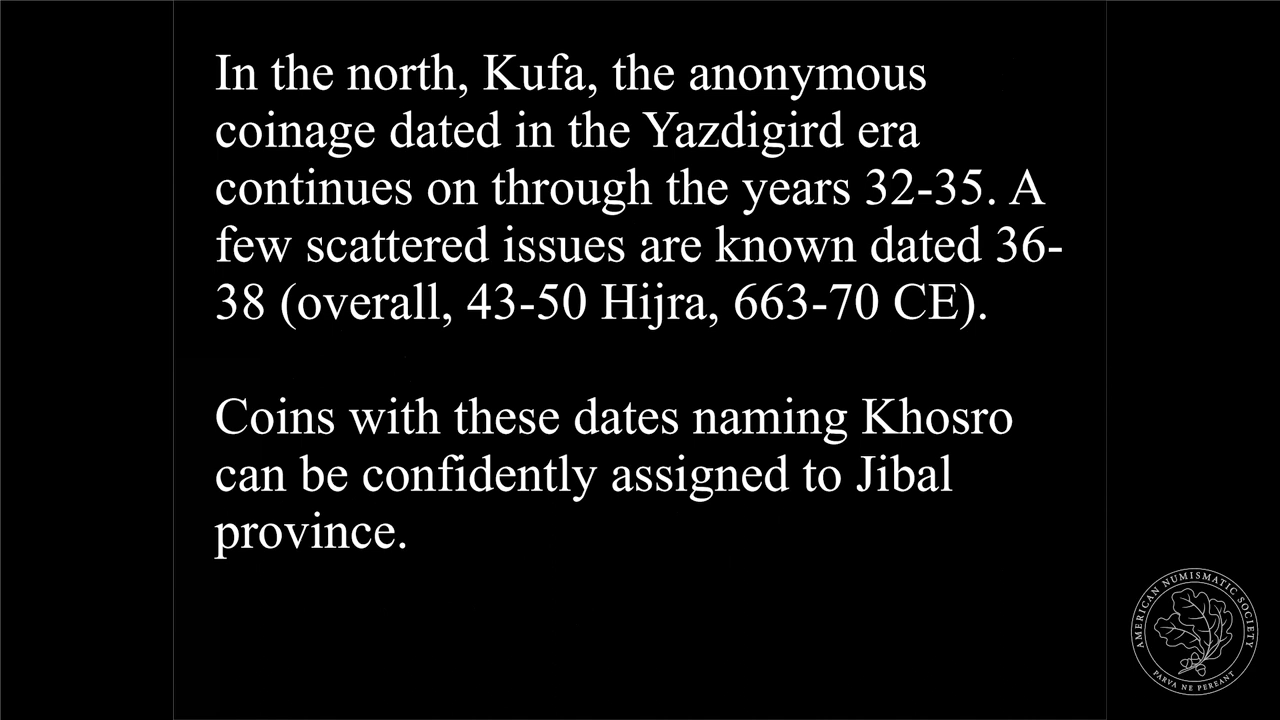 In the north, Kufa, the anonymous
coinage dated in the Yazdigird era
continues on through the years 32-35. A
few scattered issues are known dated 36-
38 (overall, 43-50 Hijra, 663-70 CE).
Coins with these dates naming Khosro
can be confidently assigned to Jibal
province.
AMERICAN NUMISMATIC SOCIETY
PARVA NE PEREANT